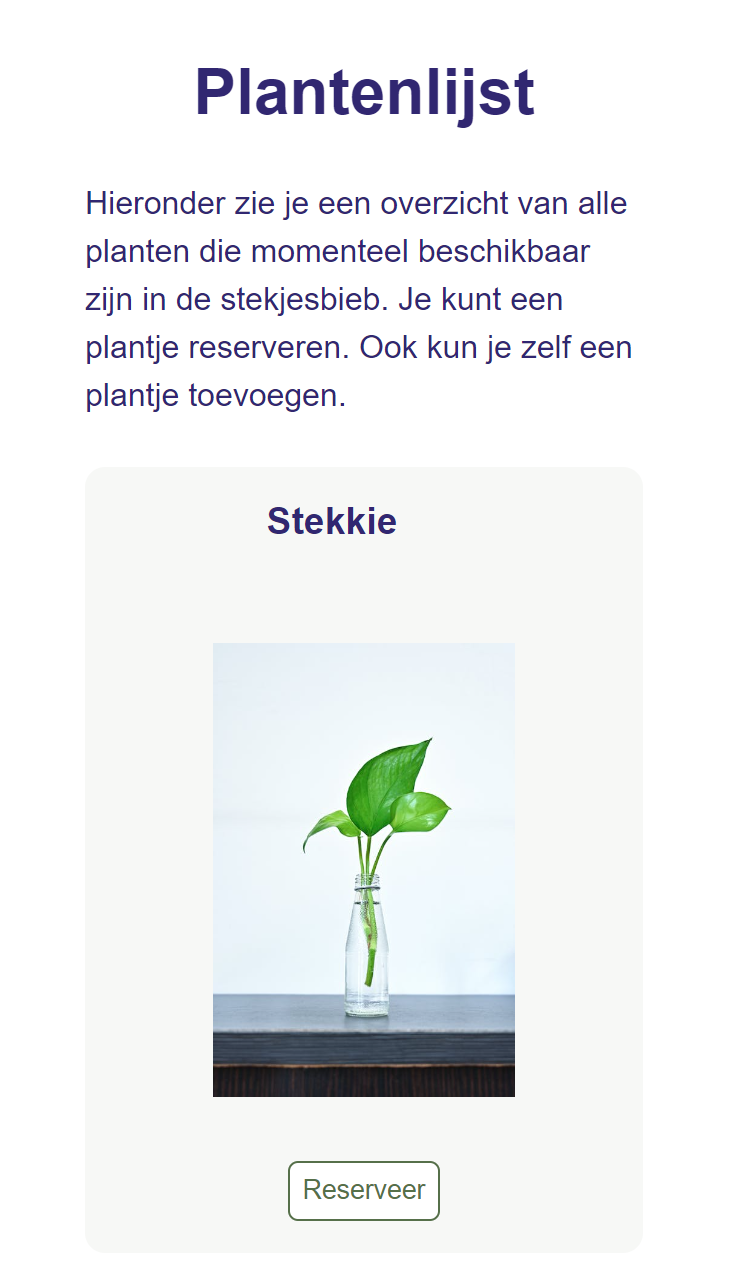 Plantenlijst
Hieronder zie je een overzicht van alle
planten die momenteel beschikbaar
zijn in de stekjesbieb. Je kunt een
plantje reserveren. Ook kun je zelf een
plantje toevoegen.
Stekkie
Reserveer